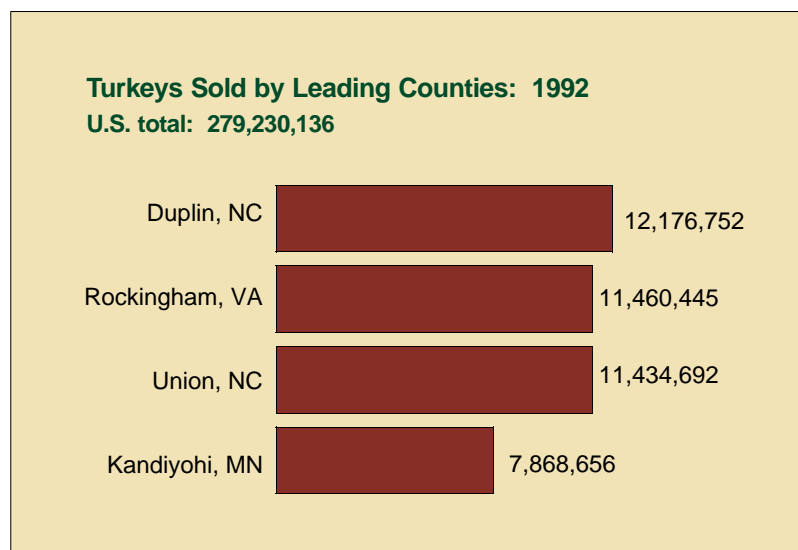 Turkeys Sold by Leading Counties: 1992
U.S. total: 279,230,136
Duplin, NC 12,176,752
Rockingham, VA 11,460,445
Union, NC 11,434,692
Kandiyohi, MN 7,868,656